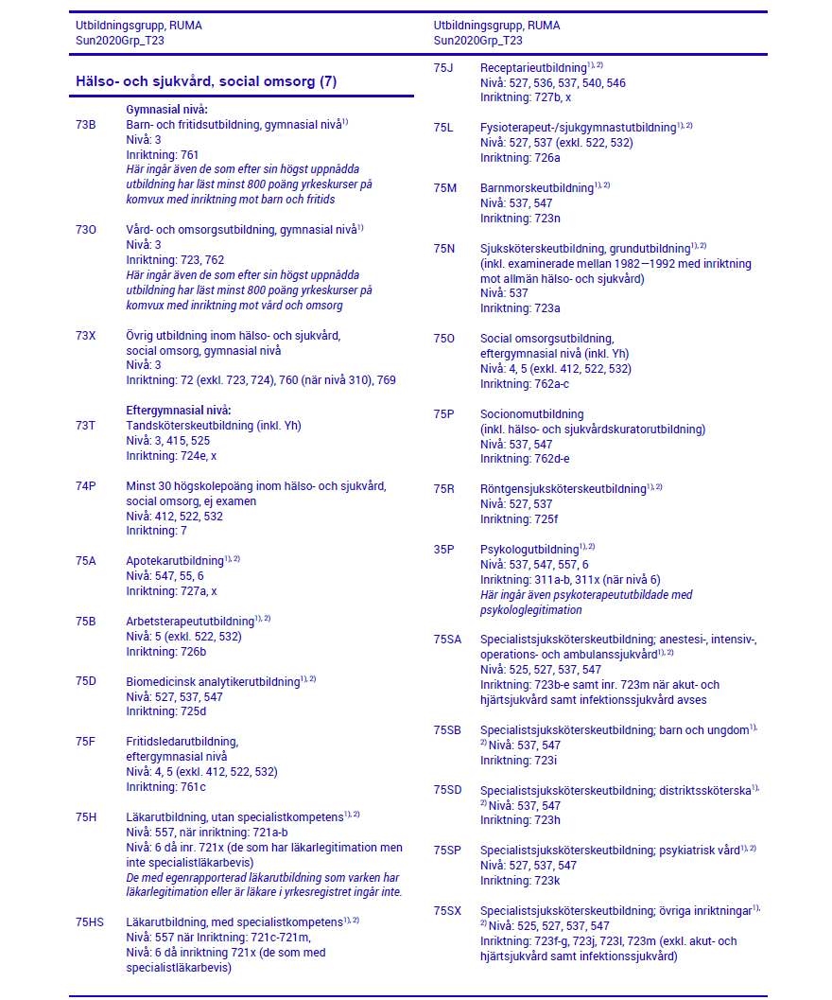 Utbildningsgrupp, RUMA
Sun2020Grp_T23
Hälso- och sjukvård, social omsorg (7)
Gymnasial nivå:
73B Barn- och fritidsutbildning, gymnasial nivå1)
Nivå: 3
Inriktning: 761
Här ingår även de som efter sin högst uppnådda
utbildning har läst minst 800 poäng yrkeskurser på
komvux med inriktning mot barn och fritids
73O Vård- och omsorgsutbildning, gymnasial nivå1)
Nivå: 3
Inriktning: 723, 762
Här ingår även de som efter sin högst uppnådda
utbildning har läst minst 800 poäng yrkeskurser på
komvux med inriktning mot vård och omsorg
73X Övrig utbildning inom hälso- och sjukvård,
social omsorg, gymnasial nivå
Nivå: 3
Inriktning: 72 (exkl. 723, 724), 760 (när nivå 310), 769
Eftergymnasial nivå:
73T Tandsköterskeutbildning (inkl. Yh)
Nivå: 3, 415, 525
Inriktning: 724e, x
74P Minst 30 högskolepoäng inom hälso- och sjukvård,
social omsorg, ej examen
Nivå: 412, 522, 532
Inriktning: 7
75A Apotekarutbildning1), 2)
Nivå: 547, 55, 6
Inriktning: 727a, x
75B Arbetsterapeututbildning1), 2)
Nivå: 5 (exkl. 522, 532)
Inriktning: 726b
75D Biomedicinsk analytikerutbildning1), 2)
Nivå: 527, 537, 547
Inriktning: 725d
75F Fritidsledarutbildning,
eftergymnasial nivå
Nivå: 4, 5 (exkl. 412, 522, 532)
Inriktning: 761c
75H Läkarutbildning, utan specialistkompetens1), 2)
Nivå: 557, när inriktning: 721a-b
Nivå: 6 då inr. 721x (de som har läkarlegitimation men
inte specialistläkarbevis)
De med egenrapporterad läkarutbildning som varken har
läkarlegitimation eller är läkare i yrkesregistret ingår inte.
75HS Läkarutbildning, med specialistkompetens1), 2)
Nivå: 557 när Inriktning: 721c-721m,
Nivå: 6 då inriktning 721x (de som med
specialistläkarbevis)
Utbildningsgrupp, RUMA
Sun2020Grp_T23
75J Receptarieutbildning1), 2)
Nivå: 527, 536, 537, 540, 546
Inriktning: 727b, x
75L Fysioterapeut-/sjukgymnastutbildning1), 2)
Nivå: 527, 537 (exkl. 522, 532)
Inriktning: 726a
75M Barnmorskeutbildning1), 2)
Nivå: 537, 547
Inriktning: 723n
75N Sjuksköterskeutbildning, grundutbildning1), 2)
(inkl. examinerade mellan 1982—1992 med inriktning
mot allmän hälso- och sjukvård)
Nivå: 537
Inriktning: 723a
75O Social omsorgsutbildning,
eftergymnasial nivå (inkl. Yh)
Nivå: 4, 5 (exkl. 412, 522, 532)
Inriktning: 762a-c
75P Socionomutbildning
(inkl. hälso- och sjukvårdskuratorutbildning)
Nivå: 537, 547
Inriktning: 762d-e
75R Röntgensjuksköterskeutbildning1), 2)
Nivå: 527, 537
Inriktning: 725f
35P Psykologutbildning1), 2)
Nivå: 537, 547, 557, 6
Inriktning: 311a-b, 311x (när nivå 6)
Här ingår även psykoterapeututbildade med
psykologlegitimation
75SA Specialistsjuksköterskeutbildning; anestesi-, intensiv-,
operations- och ambulanssjukvård1), 2)
Nivå: 525, 527, 537, 547
Inriktning: 723b-e samt inr. 723m när akut- och
hjärtsjukvård samt infektionssjukvård avses
75SB Specialistsjuksköterskeutbildning; barn och ungdom1),
2) Nivå: 537, 547
Inriktning: 723i
75SD Specialistsjuksköterskeutbildning; distriktssköterska1),
2) Nivå: 537, 547
Inriktning: 723h
75SP Specialistsjuksköterskeutbildning; psykiatrisk vård1), 2)
Nivå: 527, 537, 547
Inriktning: 723k
75SX Specialistsjuksköterskeutbildning; övriga inriktningar1),
2) Nivå: 525, 527, 537, 547
Inriktning: 723f-g, 723j, 723l, 723m (exkl. akut- och
hjärtsjukvård samt infektionssjukvård)